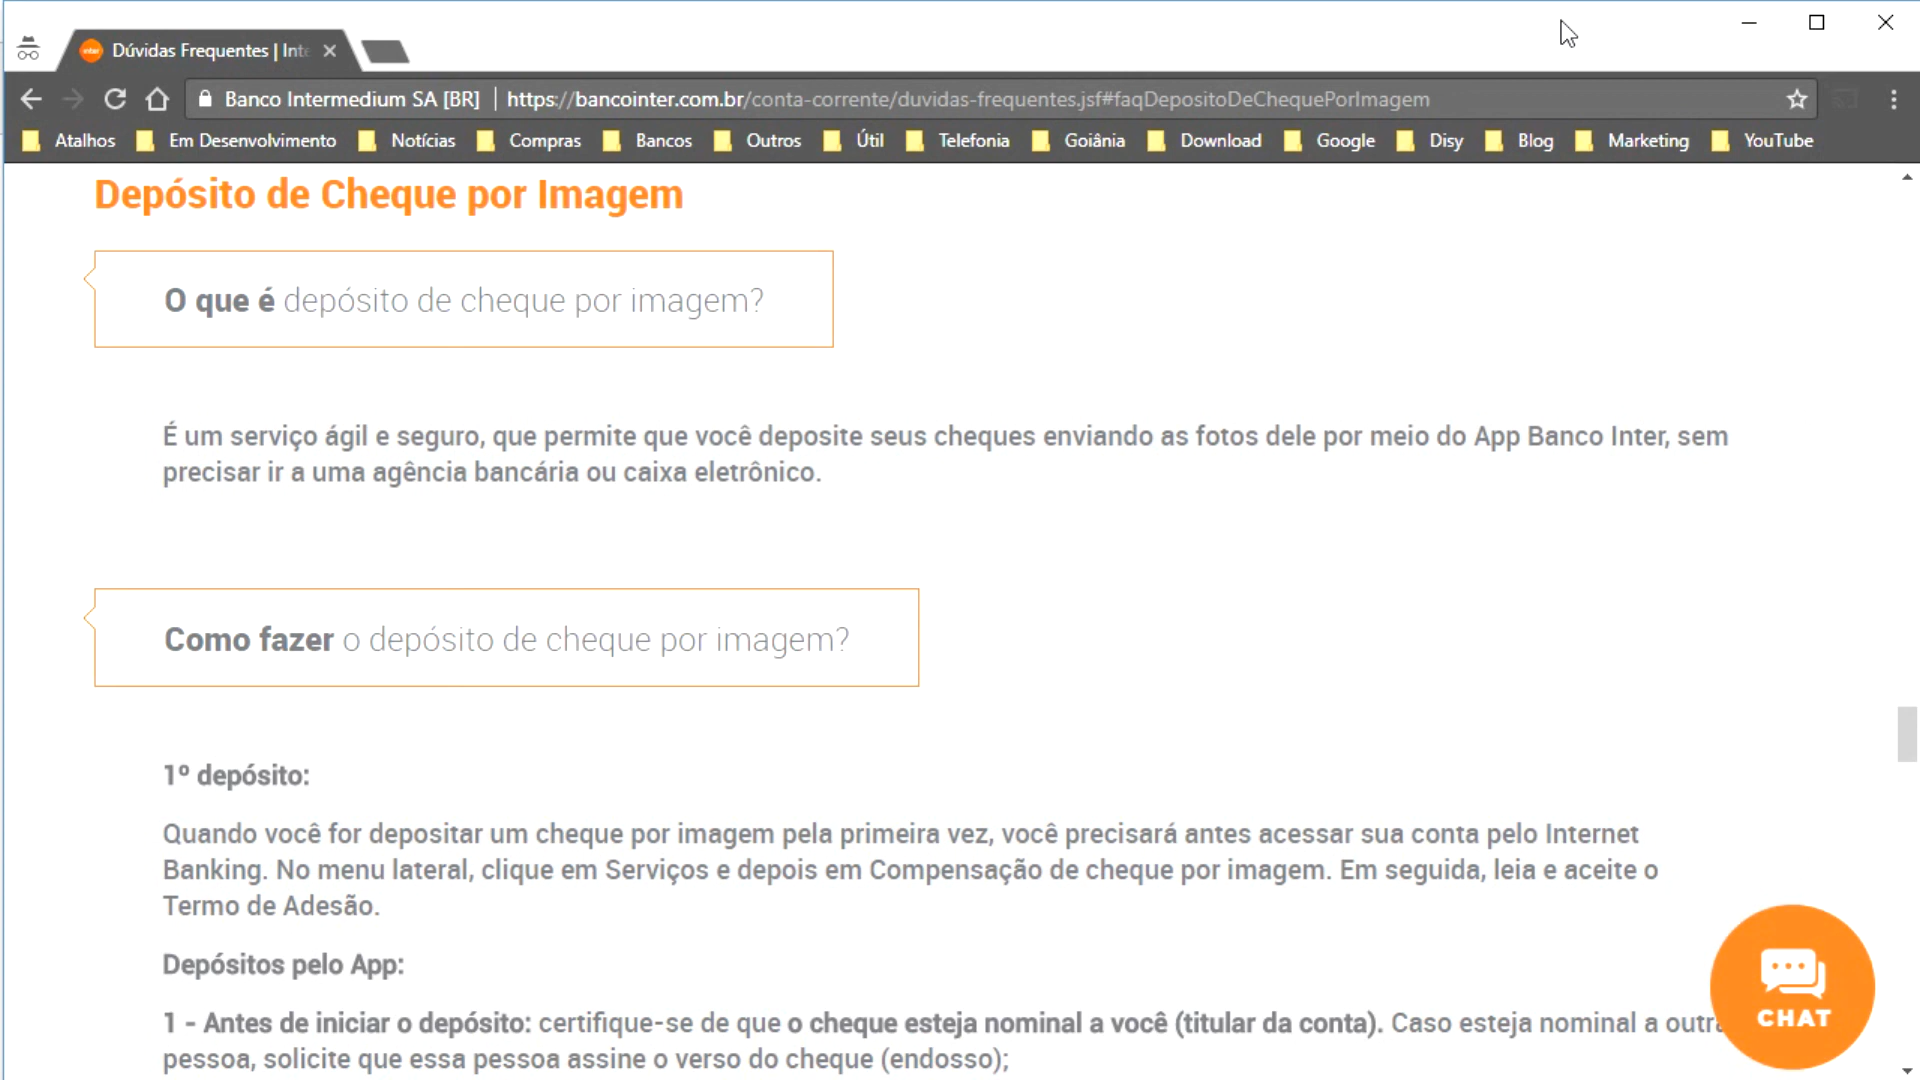 Dúvidas Frequentes | Inte
Banco Intermedium SA [BR] | https://bancointer.com.br/conta-corrente/duvidas-frequentes.jsf#faqDepositoDeChequePorImagem
Atalhos Em Desenvolvimento Notícias Compras Bancos Outros Útil Telefonia Goiânia Download Google Disy Blog Marketing YouTube
Depósito de Cheque por Imagem
O que é depósito de cheque por imagem?
É um serviço ágil e seguro, que permite que você deposite seus cheques enviando as fotos dele por meio do App Banco Inter, sem
precisar ir a uma agência bancária ou caixa eletrônico.
Como fazer o depósito de cheque por imagem?
1º depósito:
Quando você for depositar um cheque por imagem pela primeira vez, você precisará antes acessar sua conta pelo Internet
Banking. No menu lateral, clique em Serviços e depois em Compensação de cheque por imagem. Em seguida, leia e aceite o
Termo de Adesão.
Depósitos pelo App:
1 - Antes de iniciar o depósito: certifique-se de que o cheque esteja nominal a você (titular da conta). Caso esteja nominal a outra
pessoa, solicite que essa pessoa assine o verso do cheque (endosso);
CHAT